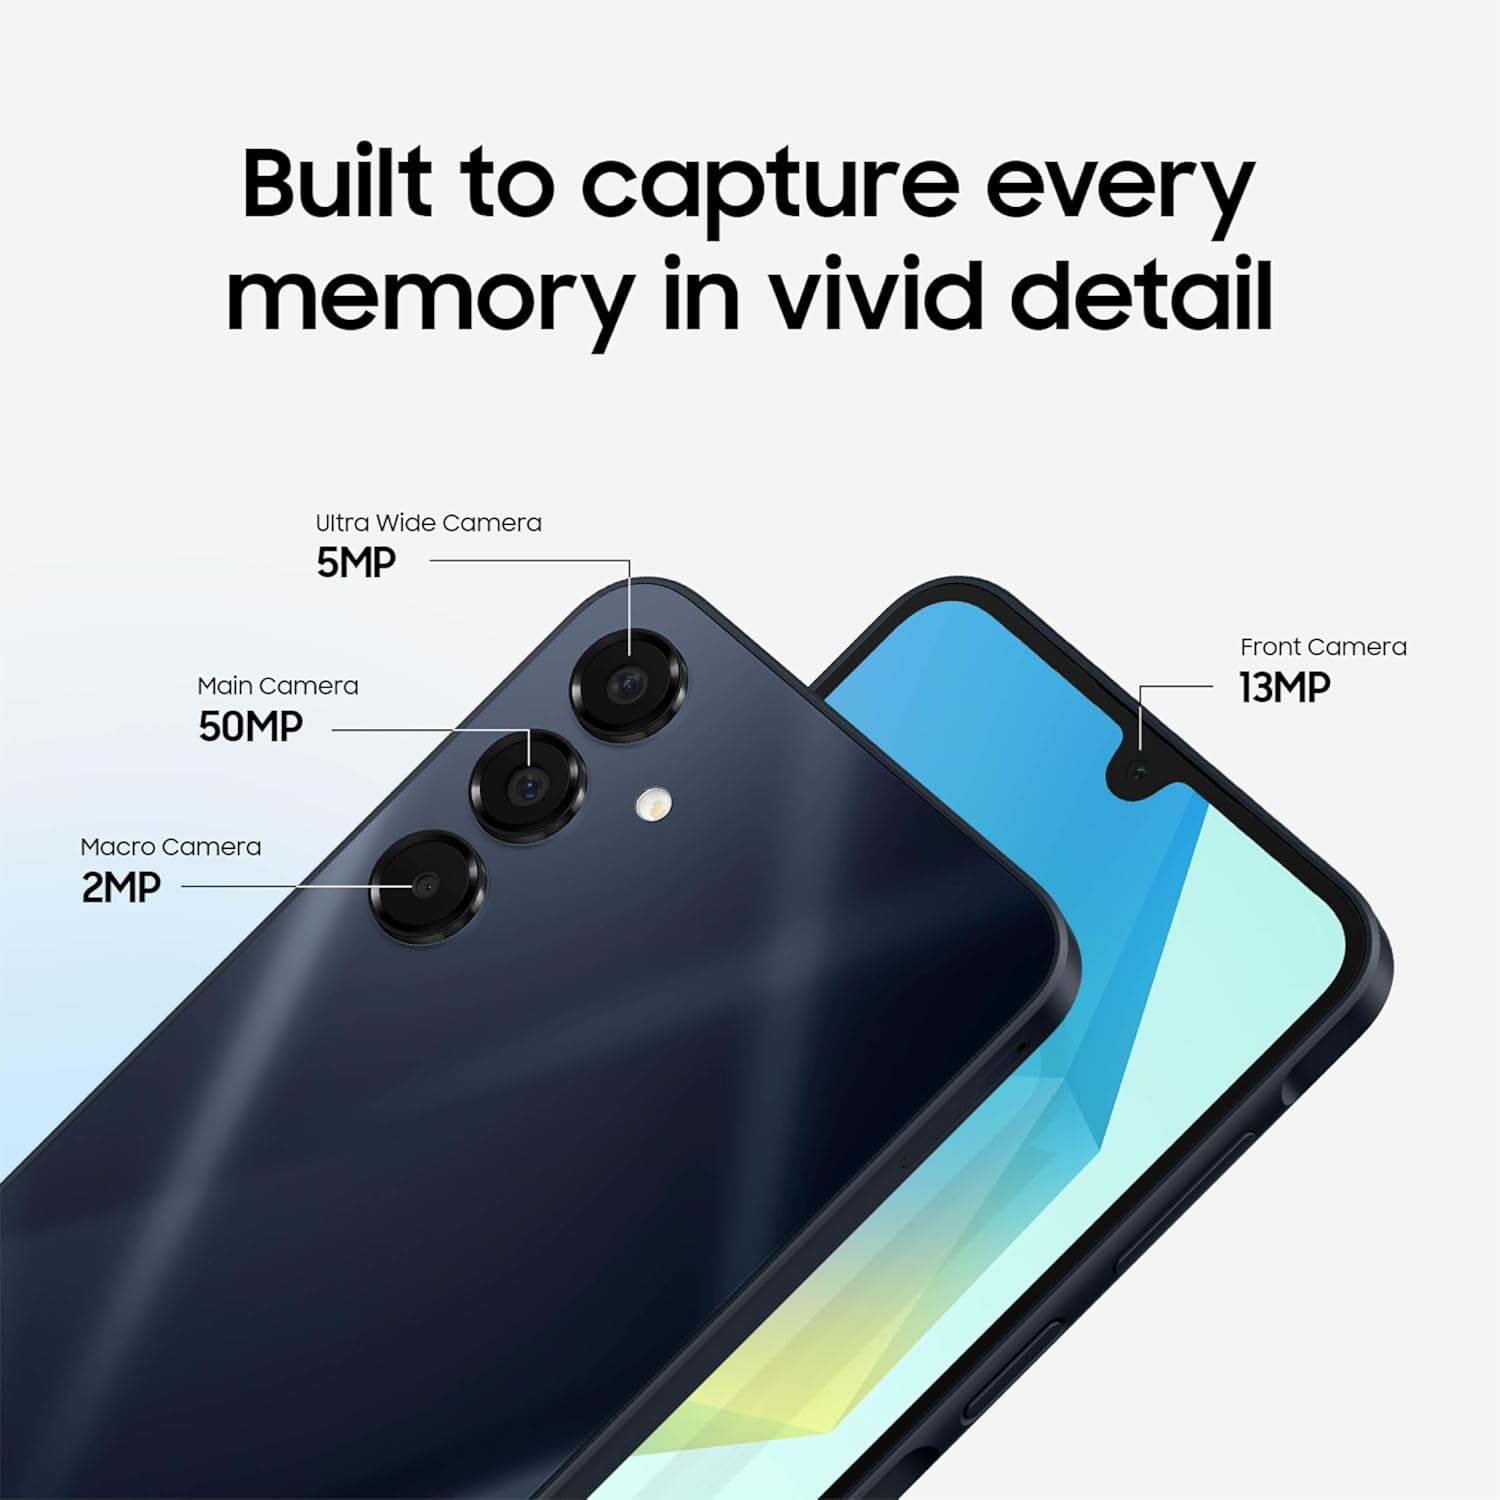 Built to capture every
memory in vivid detail
Ultra Wide Camera
5MP
Main Camera
50MP
Macro Camera
2MP
Front Camera
13MP